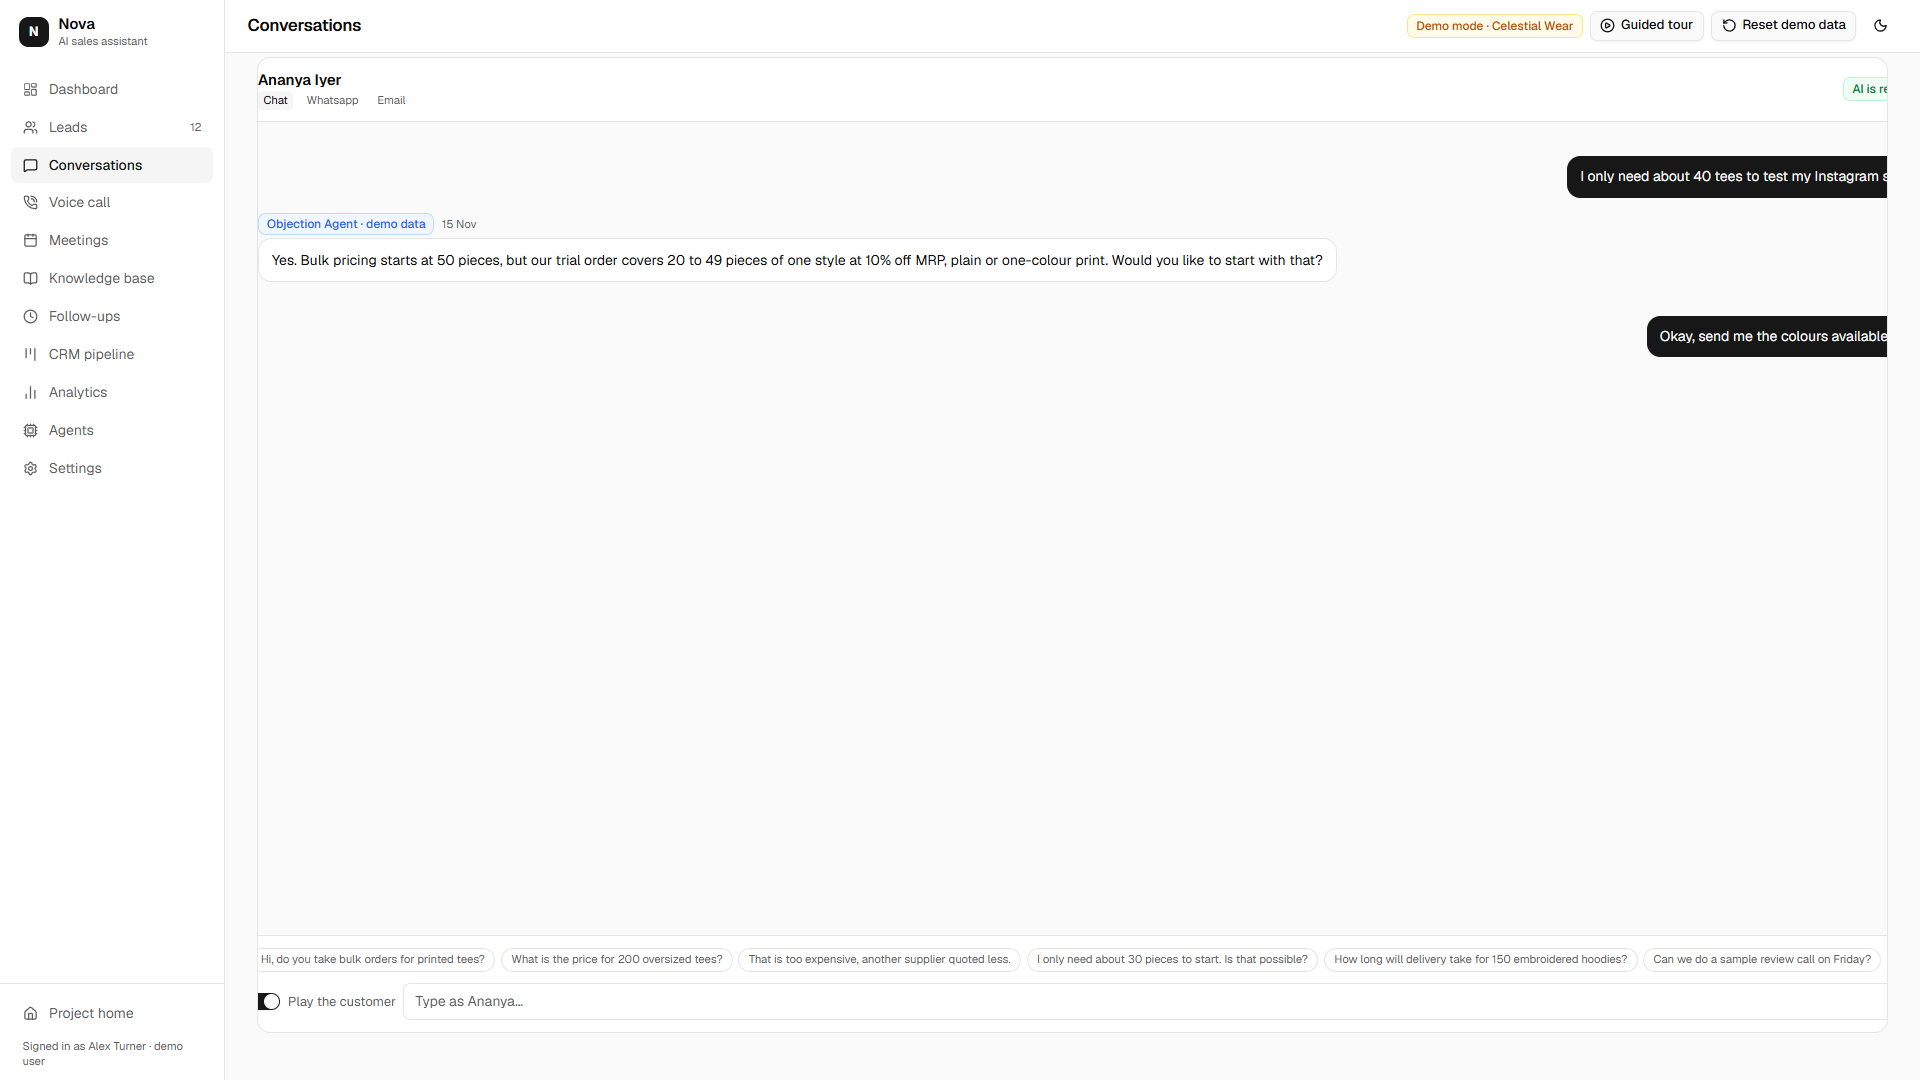 N
Nova
AI sales assistant
Dashboard
Leads 12
Conversations
Voice call
Meetings
Knowledge base
Follow-ups
CRM pipeline
Analytics
Agents
Settings
Project home
Signed in as Alex Turner · demo
user
Conversations
Demo mode · Celestial Wear
Guided tour
Reset demo data
Ananya Iyer
Chat Whatsapp Email
AI is
I only need about 40 tees to test my Instagram
Objection Agent · demo data 15 Nov
Yes. Bulk pricing starts at 50 pieces, but our trial order covers 20 to 49 pieces of one style at 10% off MRP, plain or one-colour print. Would you like to start with that?
Okay, send me the colours available
Hi, do you take bulk orders for printed tees?
What is the price for 200 oversized tees?
That is too expensive, another supplier quoted less.
I only need about 30 pieces to start. Is that possible?
How long will delivery take for 150 embroidered hoodies?
Can we do a sample review call on Friday?
Play the customer
Type as Ananya...